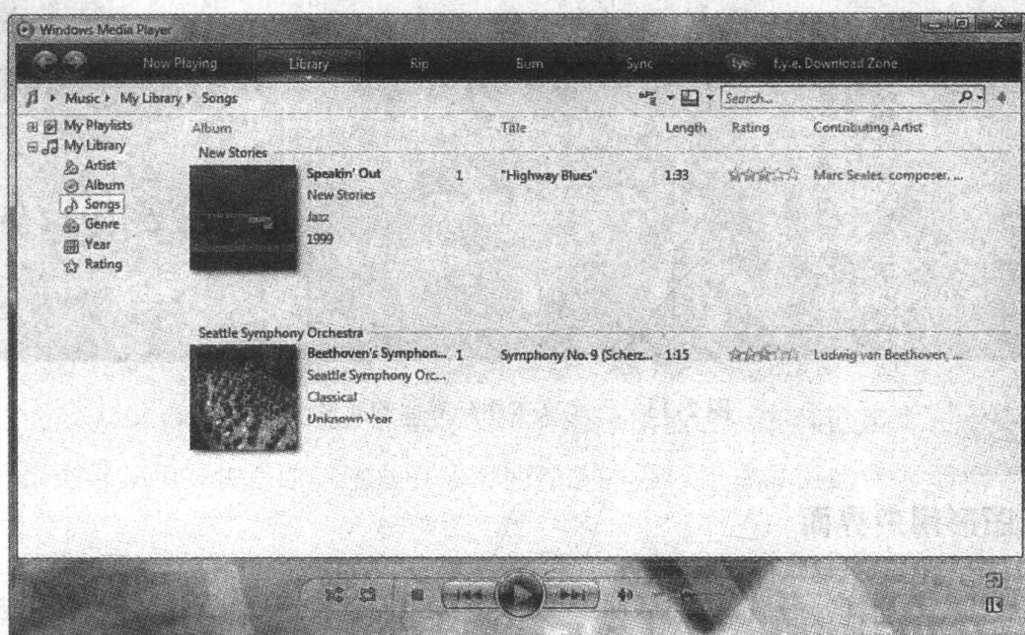 Windows Media Player
Now Playing Library Rip Burn Sync f.y.e. Download Zone
Music My Library Songs Search...
My Playlists
My Library
Artist
Album
Songs
Genre
Year
Rating
Album Title Length Rating Contributing Artist
New Stories
Speakin' Out 1 "Highway Blues" 1:33 Marc Seales, composer, ...
New Stories
Jazz
1999
Seattle Symphony Orchestra
Beethoven's Symphon... 1 Symphony No. 9 (Scherz... 1:15 Ludwig van Beethoven, ...
Seattle Symphony Orc...
Classical
Unknown Year